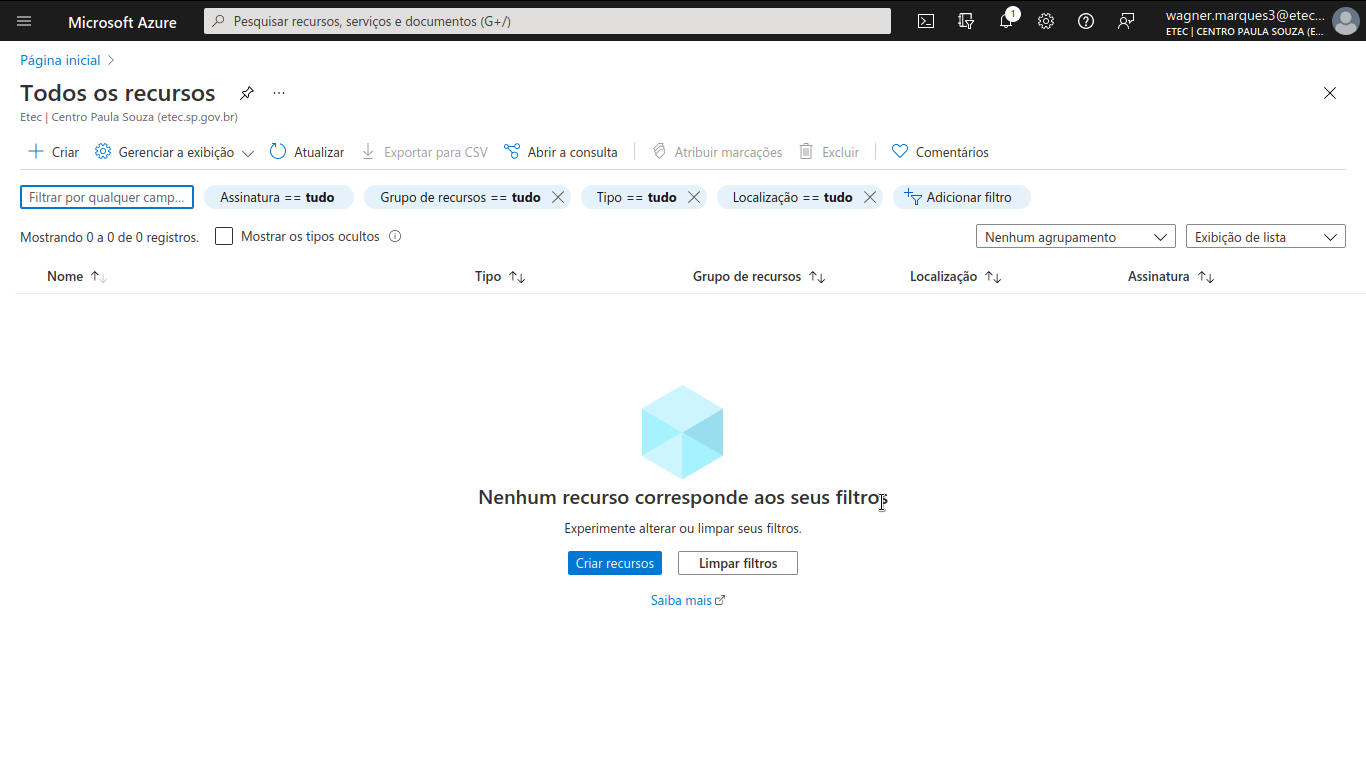 Microsoft Azure
Pesquisar recursos, serviços e documentos (G+/)
1
wagner.marques3@etec...
ETEC | CENTRO PAULA SOUZA (E...
Página inicial
Todos os recursos
Etec | Centro Paula Souza (etec.sp.gov.br)
Criar Gerenciar a exibição Atualizar Exportar para CSV Abrir a consulta Atribuir marcações Excluir Comentários
Filtrar por qualquer camp... Assinatura == tudo Grupo de recursos == tudo Tipo == tudo Localização == tudo Adicionar filtro
Mostrando 0 a 0 de 0 registros. Mostrar os tipos ocultos Nenhum agrupamento Exibição de lista
Nome Tipo Grupo de recursos Localização Assinatura
Nenhum recurso corresponde aos seus filtros
Experimente alterar ou limpar seus filtros.
Criar recursos Limpar filtros
Saiba mais